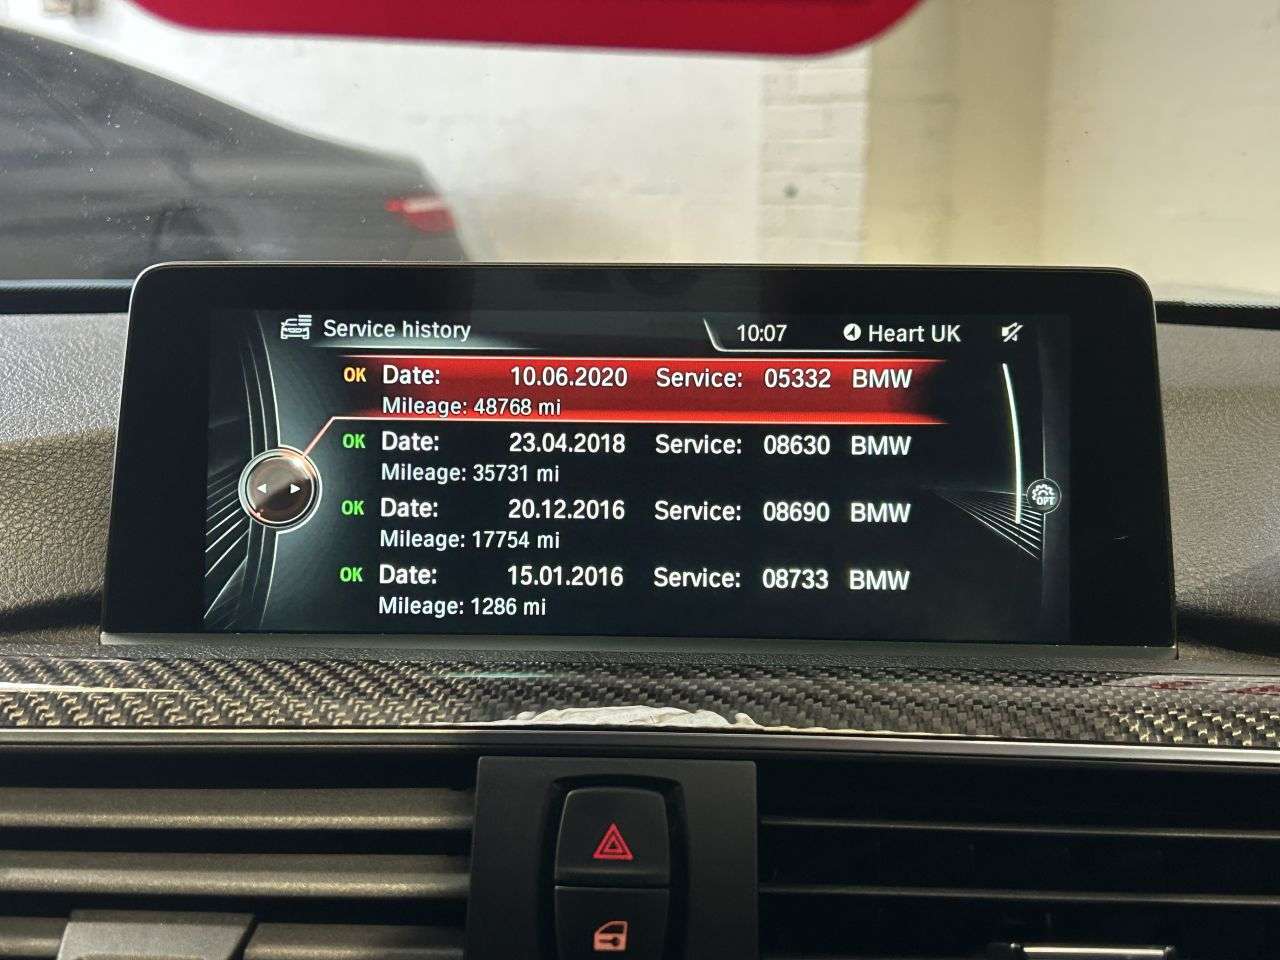 Service history 10:07 Heart UK
OK Date: 10.06.2020 Service: 05332 BMW
Mileage: 48768 mi
OK Date: 23.04.2018 Service: 08630 BMW
Mileage: 35731 mi
OK Date: 20.12.2016 Service: 08690 BMW
Mileage: 17754 mi
OPT
OK Date: 15.01.2016 Service: 08733 BMW
Mileage: 1286 mi